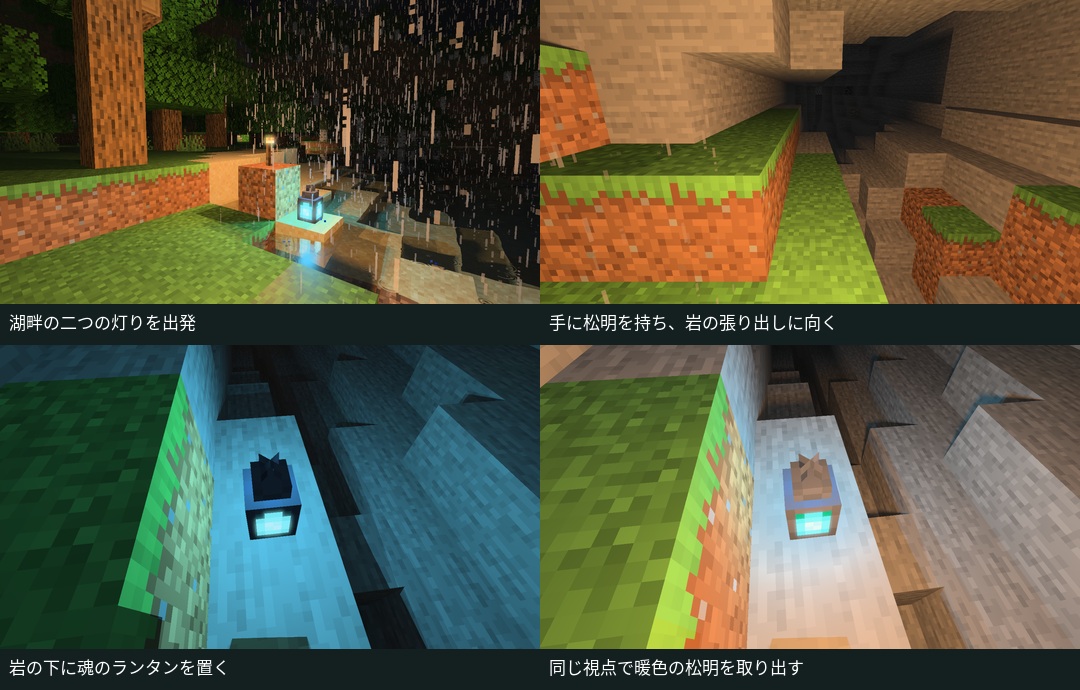 湖畔の二つの灯りを出発
手に松明を持ち、岩の張り出しに向く
岩の下に魂のランタンを置く
同じ視点で暖色の松明を取り出す